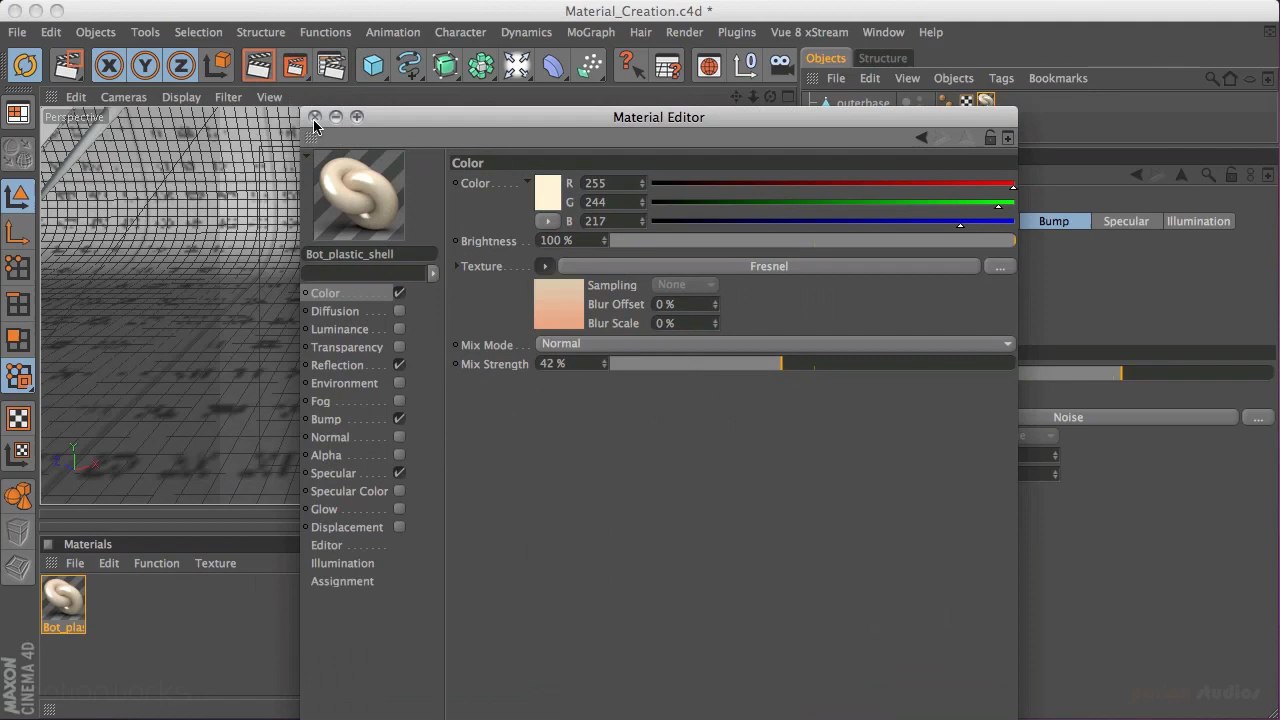 Material_Creation.c4d *
File Edit Objects Tools Selection Structure Functions Animation Character Dynamics MoGraph Hair Render Plugins Vue 8 xStream Window Help
Objects Structure
File Edit View Objects Tags Bookmarks
Edit Cameras Display Filter View
outerbase
Perspective
Material Editor
Color
Color R 255
G 244
B 217
Brightness 100 %
Bot_plastic_shell
Texture Fresnel ...
Sampling None
Blur Offset 0 %
Blur Scale 0 %
Mix Mode Normal
Mix Strength 42 %
Color
Diffusion
Luminance
Transparency
Reflection
Environment
Fog
Bump
Normal
Alpha
Specular
Specular Color
Glow
Displacement
Editor
Illumination
Assignment
Bump Specular Illumination
Noise ...
X Y Z
Y
Z X
Materials
File Edit Function Texture
Bot_plas
MAXON
CINEMA 4D
studios